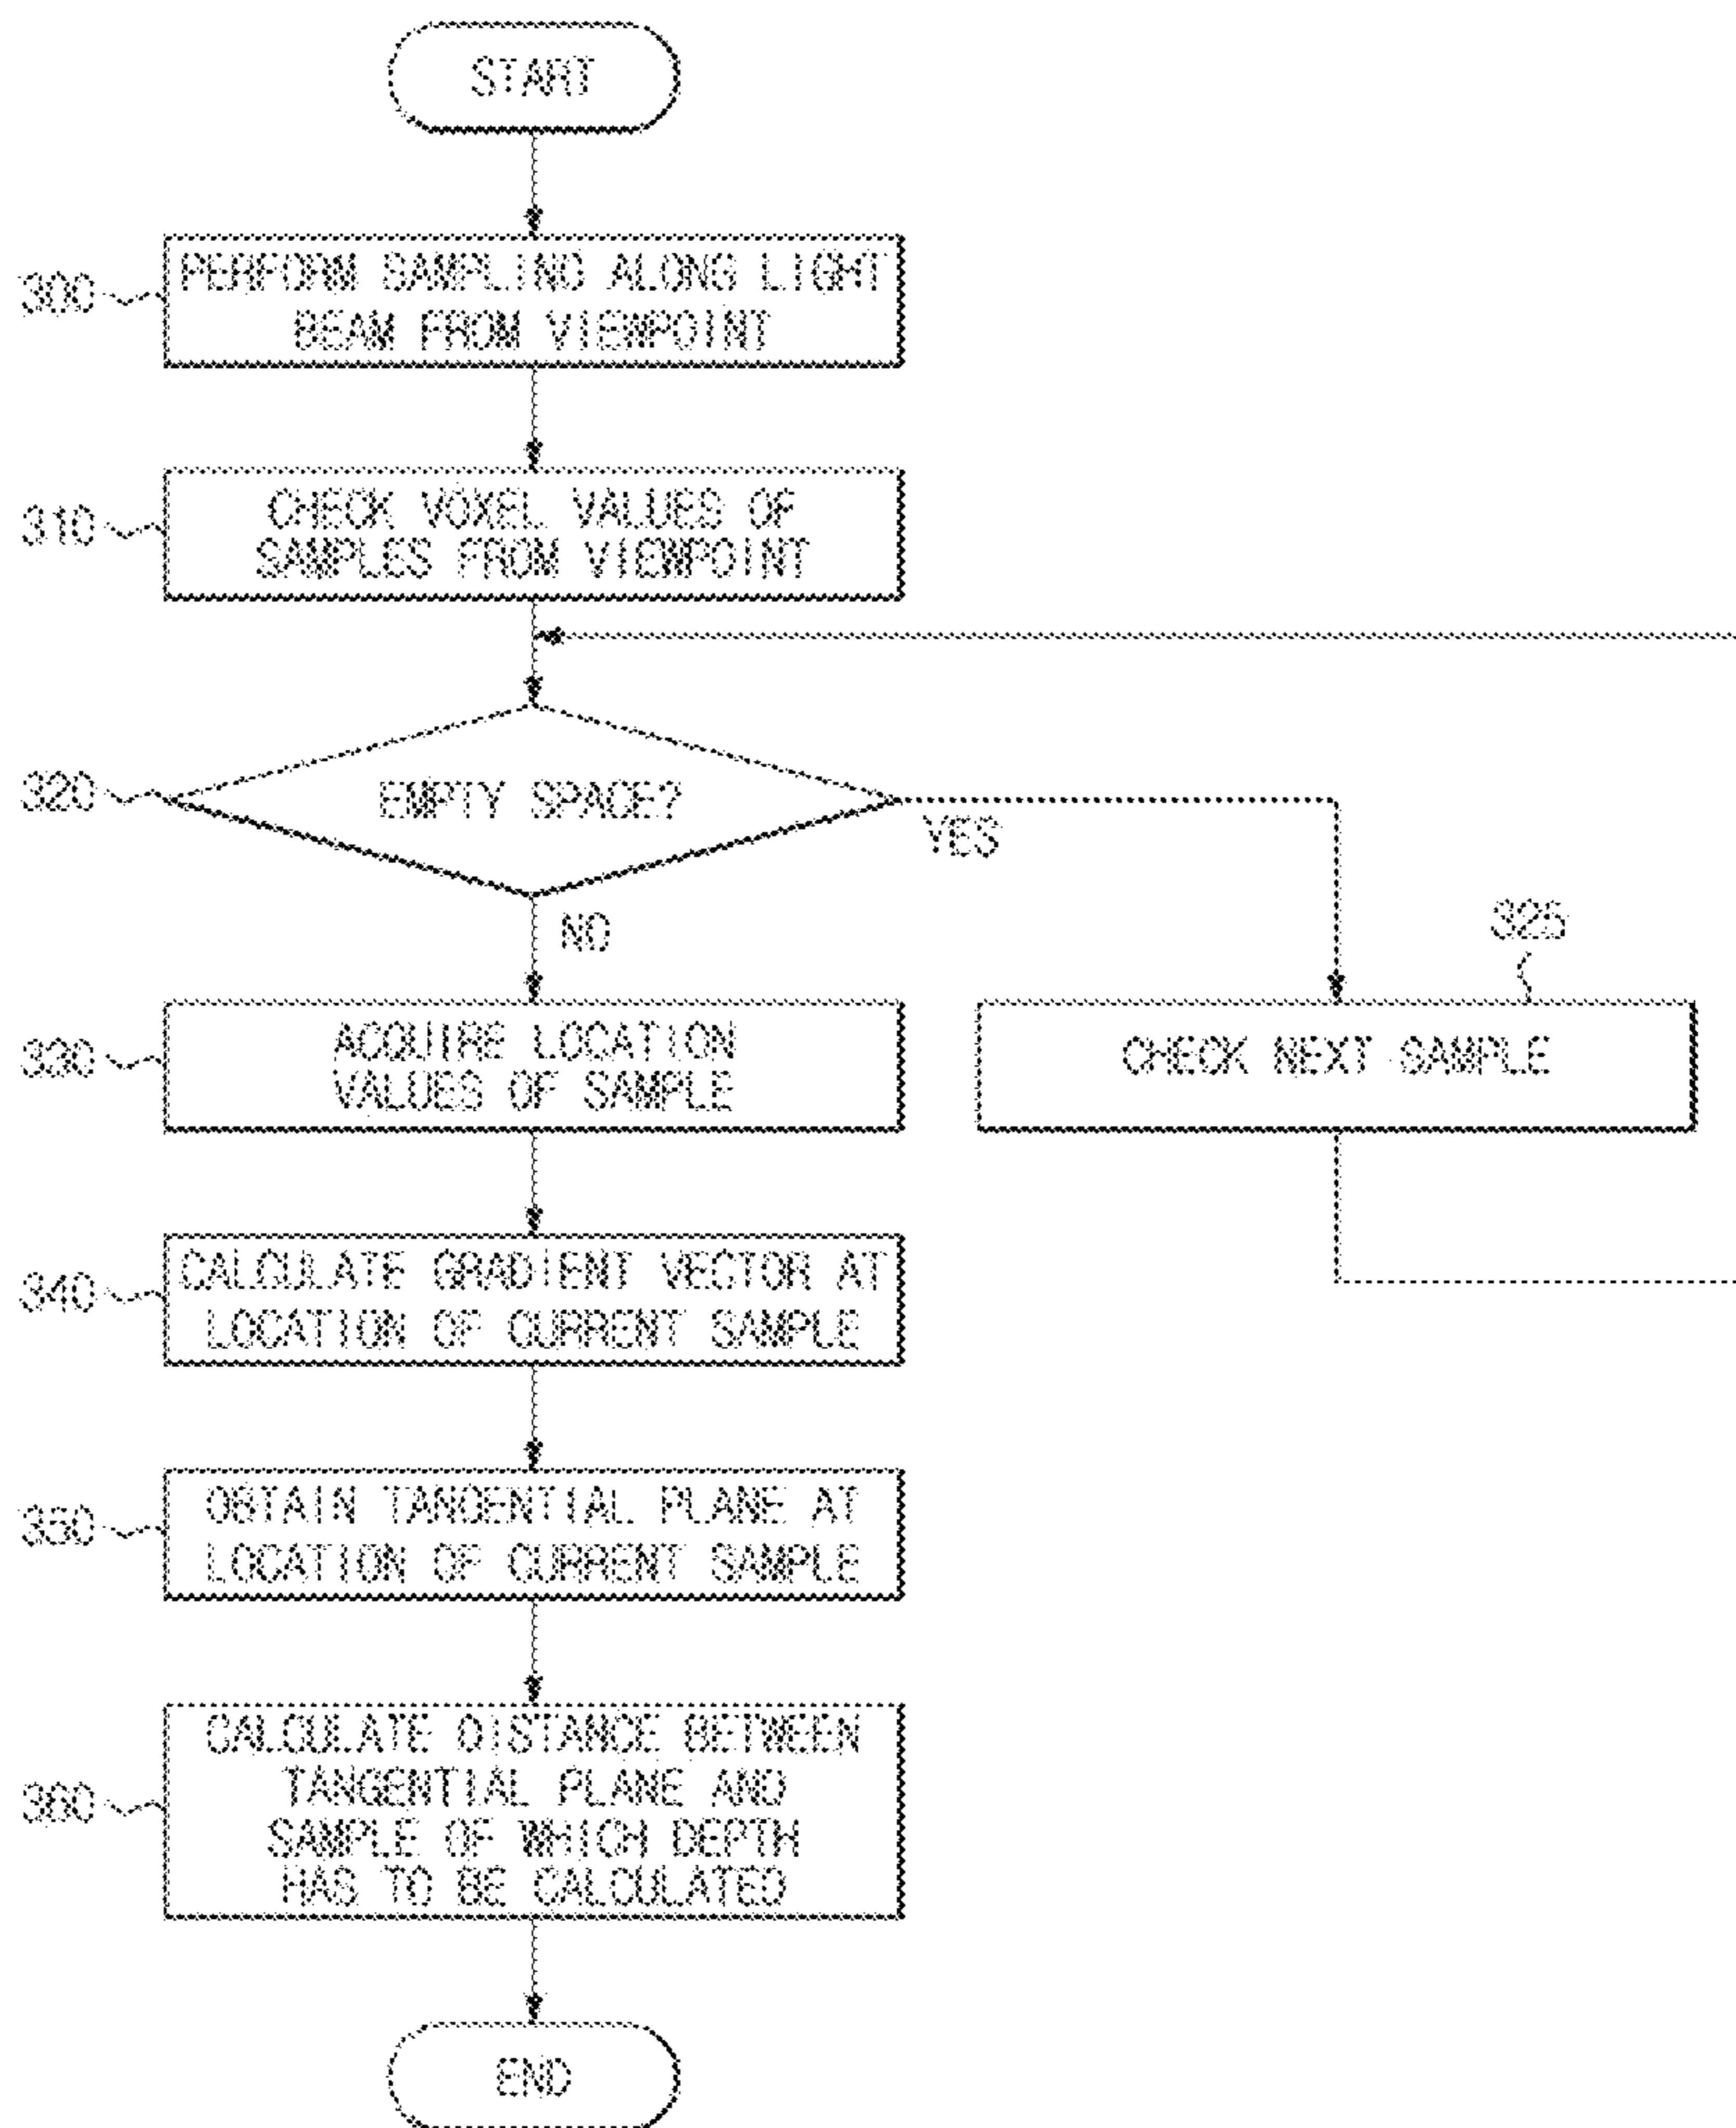 START
300
PERFORM SAMPLING ALONG LIGHT
BEAM FROM VIEWPOINT
310
CHECK VOXEL VALUES OF
SAMPLES FROM VIEWPOINT
320
EMPTY SPACE?
YES
NO
325
330
ACQUIRE LOCATION
VALUES OF SAMPLE
CHECK NEXT SAMPLE
340
CALCULATE GRADIENT VECTOR AT
LOCATION OF CURRENT SAMPLE
350
OBTAIN TANGENTIAL PLANE AT
LOCATION OF CURRENT SAMPLE
360
CALCULATE DISTANCE BETWEEN
TANGENTIAL PLANE AND
SAMPLE OF WHICH DEPTH
HAS TO BE CALCULATED
END